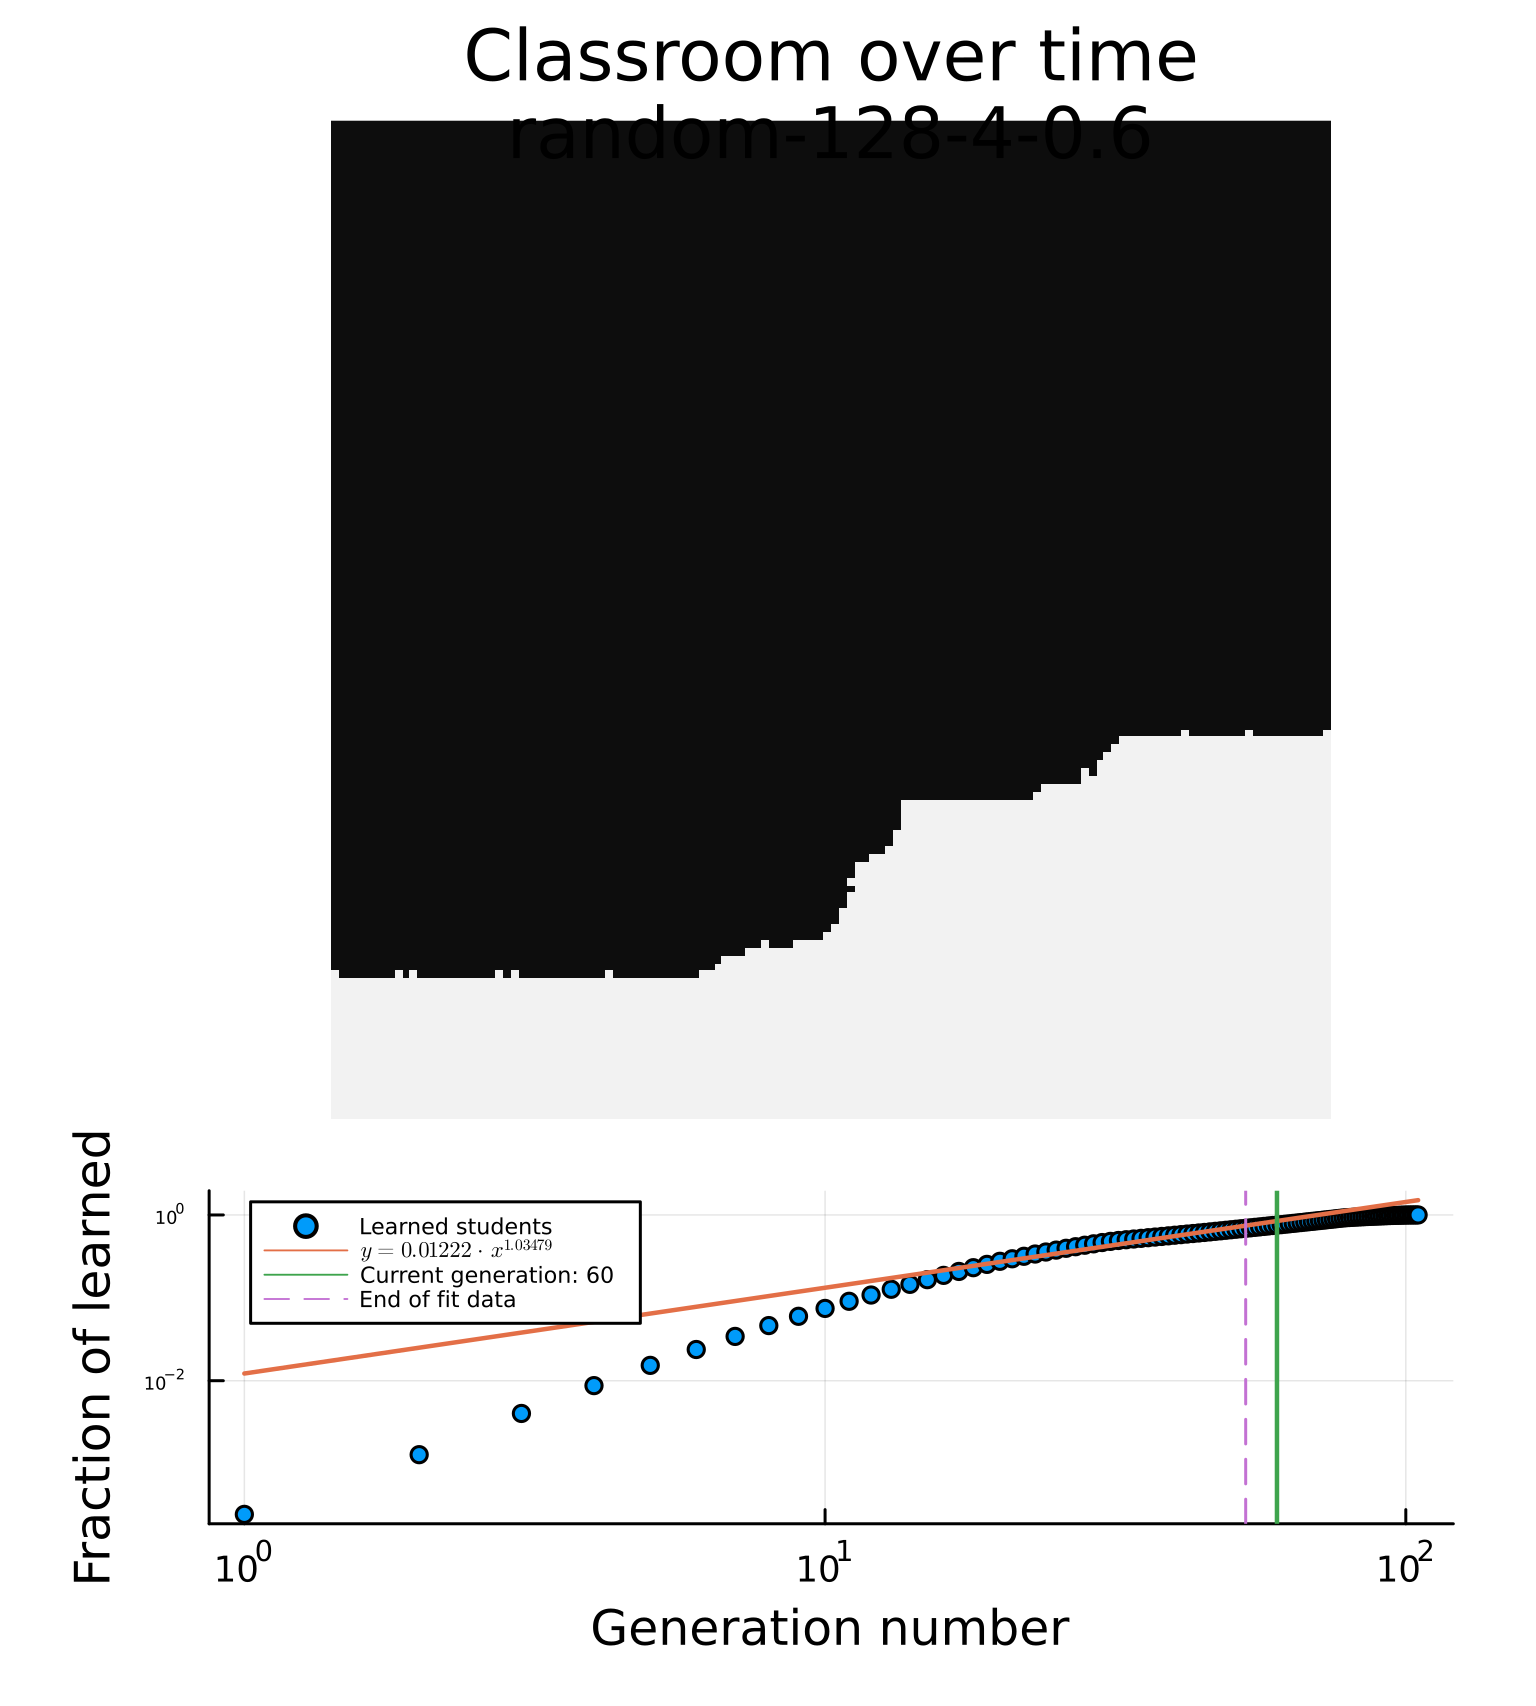 Classroom over time
random-128-4-0.6
Fraction of learned
10^0
10^-2
Learned students
y = 0.01222 · x^1.03479
Current generation: 60
End of fit data
10^0
10^1
10^2
Generation number